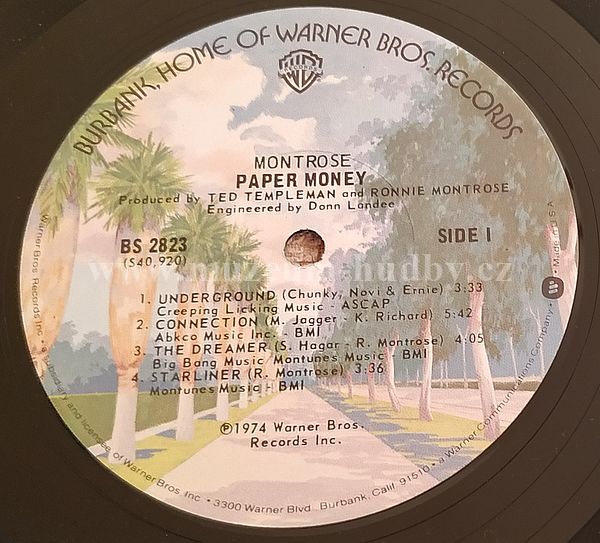 BURBANK, HOME OF WARNER BROS. RECORDS
RECORDS
MONTROSE
PAPER MONEY
Produced by TED TEMPLEMAN and RONNIE MONTROSE
Engineered by Donn Landee
BS 2823
(S40,920)
SIDE 1
www.muzeum-hudby.cz
1. UNDERGROUND (Chunky, Novi & Ernie) 3:33
Creeping Licking Music - ASCAP
2. CONNECTION (M. Jagger - K. Richard) 5:42
Abkco Music Inc. - BMI
3. THE DREAMER (S. Hagar - R. Montrose) 4:05
Big Bang Music/Montunes Music - BMI
4. STARLINER (R. Montrose) 3:36
Montunes Music - BMI
℗1974 Warner Bros.
Records Inc.
Warner Bros. Records Inc. • a subsidiary and licensee of Warner Bros. Inc. • 3300 Warner Blvd., Burbank, Calif. 91510 • a Warner Communications Company • Made in U.S.A.